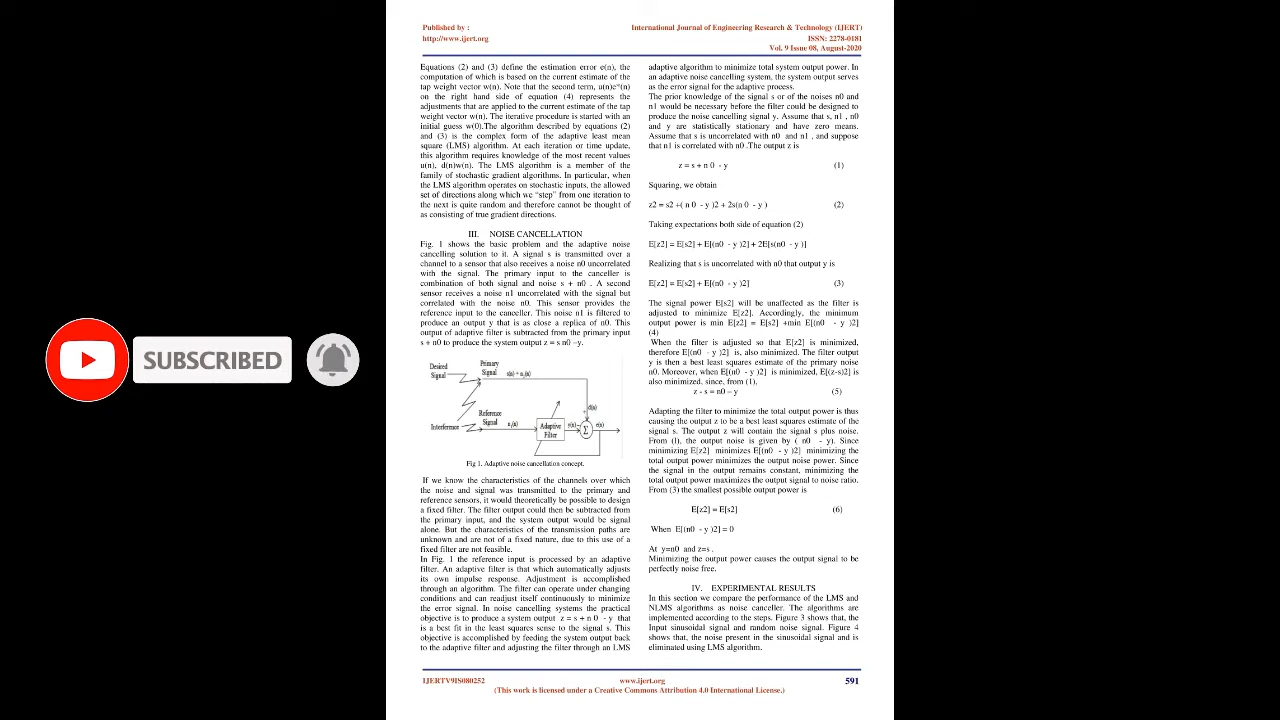 Published by :
http://www.ijert.org
International Journal of Engineering Research & Technology (IJERT)
ISSN: 2278-0181
Vol. 9 Issue 08, August-2020
Equations (2) and (3) define the estimation error e(n), the
computation of which is based on the current estimate of the
tap weight vector w(n). Note that the second term, u(n)e*(n)
on the right hand side of equation (4) represents the
adjustments that are applied to the current estimate of the tap
weight vector w(n). The iterative procedure is started with an
initial guess w(0).The algorithm described by equations (2)
and (3) is the complex form of the adaptive least mean
square (LMS) algorithm. At each iteration or time update,
this algorithm requires knowledge of the most recent values
u(n), d(n)w(n). The LMS algorithm is a member of the
family of stochastic gradient algorithms. In particular, when
the LMS algorithm operates on stochastic inputs, the allowed
set of directions along which we “step” from one iteration to
the next is quite random and therefore cannot be thought of
as consisting of true gradient directions.
III. NOISE CANCELLATION
Fig. 1 shows the basic problem and the adaptive noise
cancelling solution to it. A signal s is transmitted over a
channel to a sensor that also receives a noise n0 uncorrelated
with the signal. The primary input to the canceller is
combination of both signal and noise s + n0 . A second
sensor receives a noise n1 uncorrelated with the signal but
correlated with the noise n0. This sensor provides the
reference input to the canceller. This noise n1 is filtered to
produce an output y that is as close a replica of n0. This
output of adaptive filter is subtracted from the primary input
s + n0 to produce the system output z = s n0 –y.
Desired
Signal
Primary
Signal
s(n) + n₀(n)
d(n)
+
Interference
Reference
Signal
n₁(n)
Adaptive
Filter
y(n)
–
Σ
e(n)
Fig 1. Adaptive noise cancellation concept.
If we know the characteristics of the channels over which
the noise and signal was transmitted to the primary and
reference sensors, it would theoretically be possible to design
a fixed filter. The filter output could then be subtracted from
the primary input, and the system output would be signal
alone. But the characteristics of the transmission paths are
unknown and are not of a fixed nature, due to this use of a
fixed filter are not feasible.
In Fig. 1 the reference input is processed by an adaptive
filter. An adaptive filter is that which automatically adjusts
its own impulse response. Adjustment is accomplished
through an algorithm. The filter can operate under changing
conditions and can readjust itself continuously to minimize
the error signal. In noise cancelling systems the practical
objective is to produce a system output z = s + n 0 - y that
is a best fit in the least squares sense to the signal s. This
objective is accomplished by feeding the system output back
to the adaptive filter and adjusting the filter through an LMS
adaptive algorithm to minimize total system output power. In
an adaptive noise cancelling system, the system output serves
as the error signal for the adaptive process.
The prior knowledge of the signal s or of the noises n0 and
n1 would be necessary before the filter could be designed to
produce the noise cancelling signal y. Assume that s, n1 , n0
and y are statistically stationary and have zero means.
Assume that s is uncorrelated with n0 and n1 , and suppose
that n1 is correlated with n0 .The output z is
z = s + n 0 - y (1)
Squaring, we obtain
z2 = s2 +( n 0 - y )2 + 2s(n 0 - y ) (2)
Taking expectations both side of equation (2)
E[z2] = E[s2] + E[(n0 - y )2] + 2E[s(n0 - y )]
Realizing that s is uncorrelated with n0 that output y is
E[z2] = E[s2] + E[(n0 - y )2] (3)
The signal power E[s2] will be unaffected as the filter is
adjusted to minimize E[z2]. Accordingly, the minimum
output power is min E[z2] = E[s2] +min E[(n0 - y )2]
(4)
When the filter is adjusted so that E[z2] is minimized,
therefore E[(n0 - y )2] is, also minimized. The filter output
y is then a best least squares estimate of the primary noise
n0. Moreover, when E[(n0 - y )2] is minimized, E[(z-s)2] is
also minimized, since, from (1),
z - s = n0 – y (5)
Adapting the filter to minimize the total output power is thus
causing the output z to be a best least squares estimate of the
signal s. The output z will contain the signal s plus noise.
From (l), the output noise is given by ( n0 - y). Since
minimizing E[z2] minimizes E[(n0 - y )2] minimizing the
total output power minimizes the output noise power. Since
the signal in the output remains constant, minimizing the
total output power maximizes the output signal to noise ratio.
From (3) the smallest possible output power is
E[z2] = E[s2] (6)
When E[(n0 - y )2] = 0
At y=n0 and z=s .
Minimizing the output power causes the output signal to be
perfectly noise free.
IV. EXPERIMENTAL RESULTS
In this section we compare the performance of the LMS and
NLMS algorithms as noise canceller. The algorithms are
implemented according to the steps. Figure 3 shows that, the
Input sinusoidal signal and random noise signal. Figure 4
shows that, the noise present in the sinusoidal signal and is
eliminated using LMS algorithm.
IJERTV9IS080252
www.ijert.org
591
(This work is licensed under a Creative Commons Attribution 4.0 International License.)
SUBSCRIBED